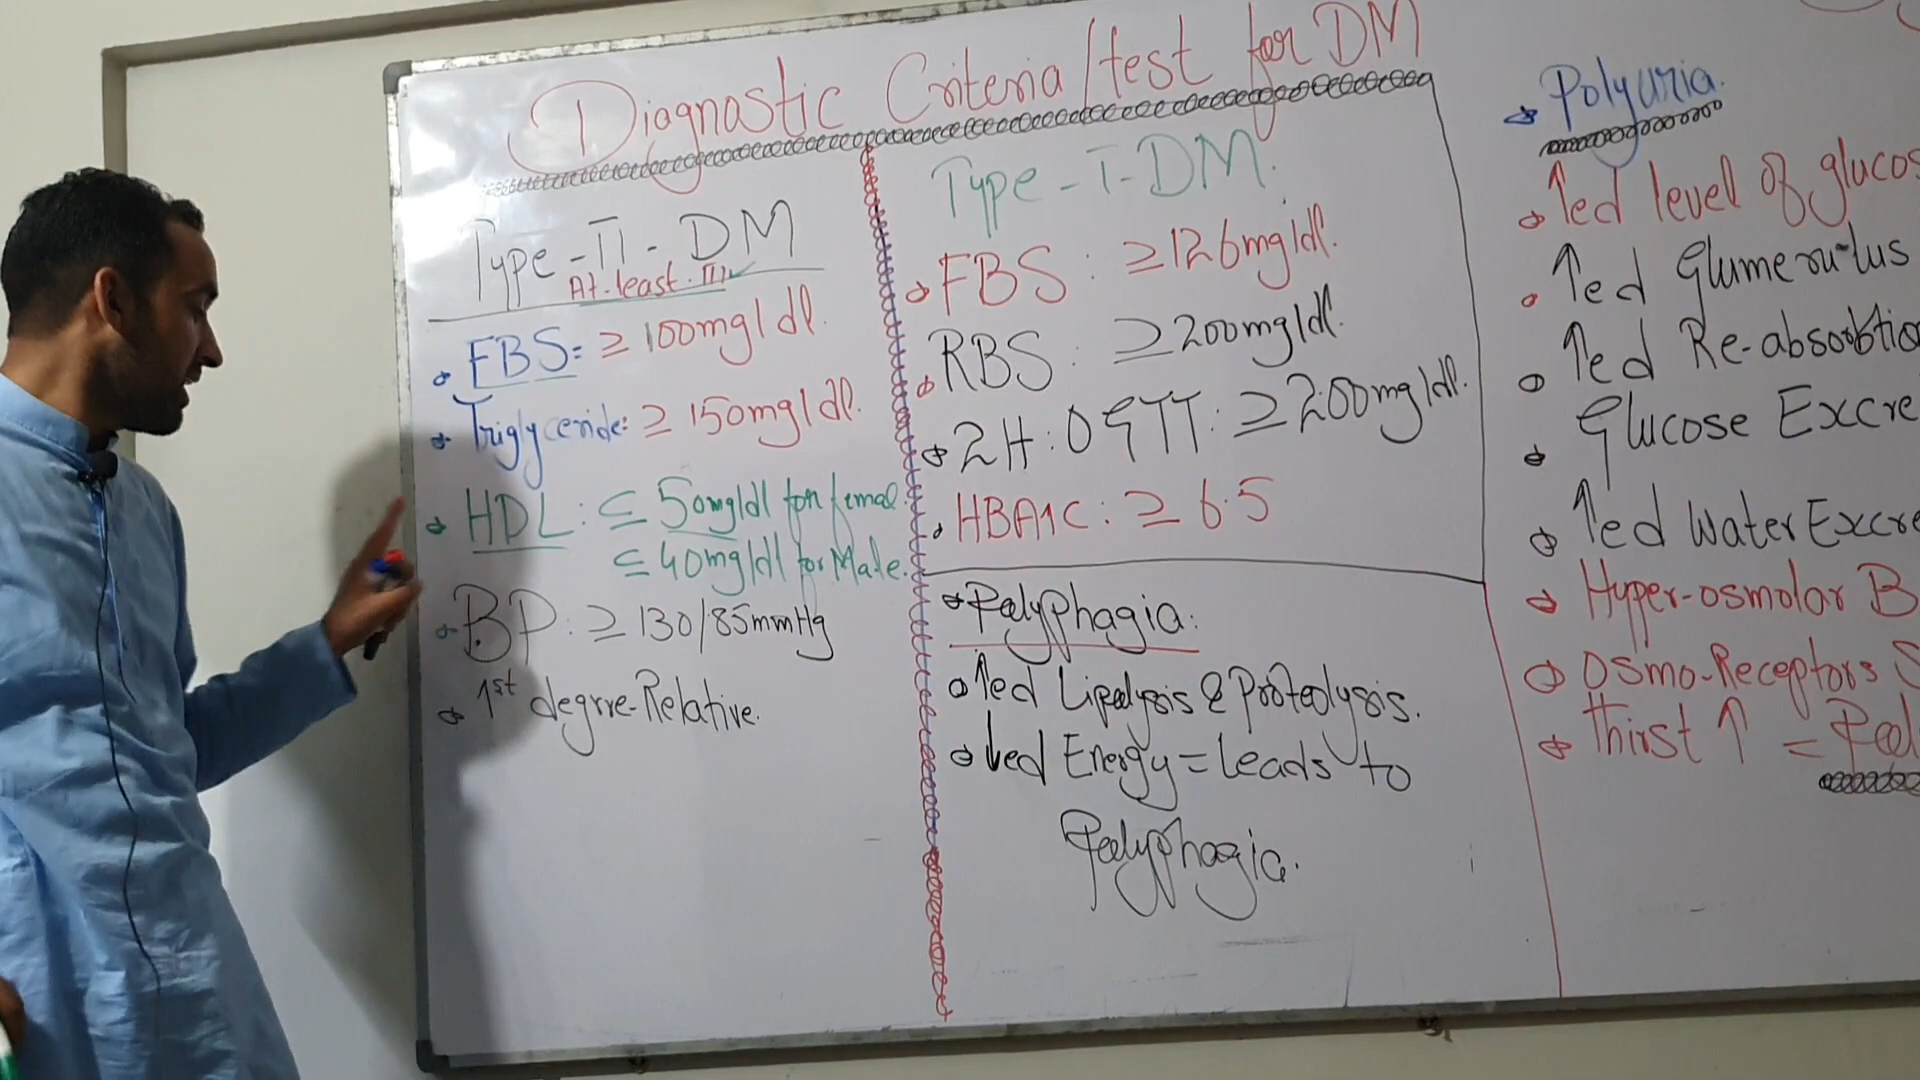 Diagnostic Criteria/test for DM
Type-II-DM
At-least-III
FBS= ≥ 100mg/dl.
Triglyceride: ≥ 150mg/dl.
HDL: ≤ 50mg/dl for femal.
≤ 40mg/dl for Male.
BP: ≥ 130/85mmHg
1st degrre-Relative.
Type-I-DM.
FBS: ≥126mg/dl.
RBS: ≥200mg/dl.
2H:OGTT: ≥200mg/dl.
HBA1C: ≥ 6.5
Polyphagia.
↑ed Lipolysis & Proteolysis.
↓ed Energy = Leads to
Polyphagia.
Polyuria.
↑ed level of glucos
↑ed Glumerulus
↑ed Re-absorbtio
Glucose Excre
↑ed Water Excre
Hyper-osmolar B
Osmo-Receptors S
thirst ↑ = Pol